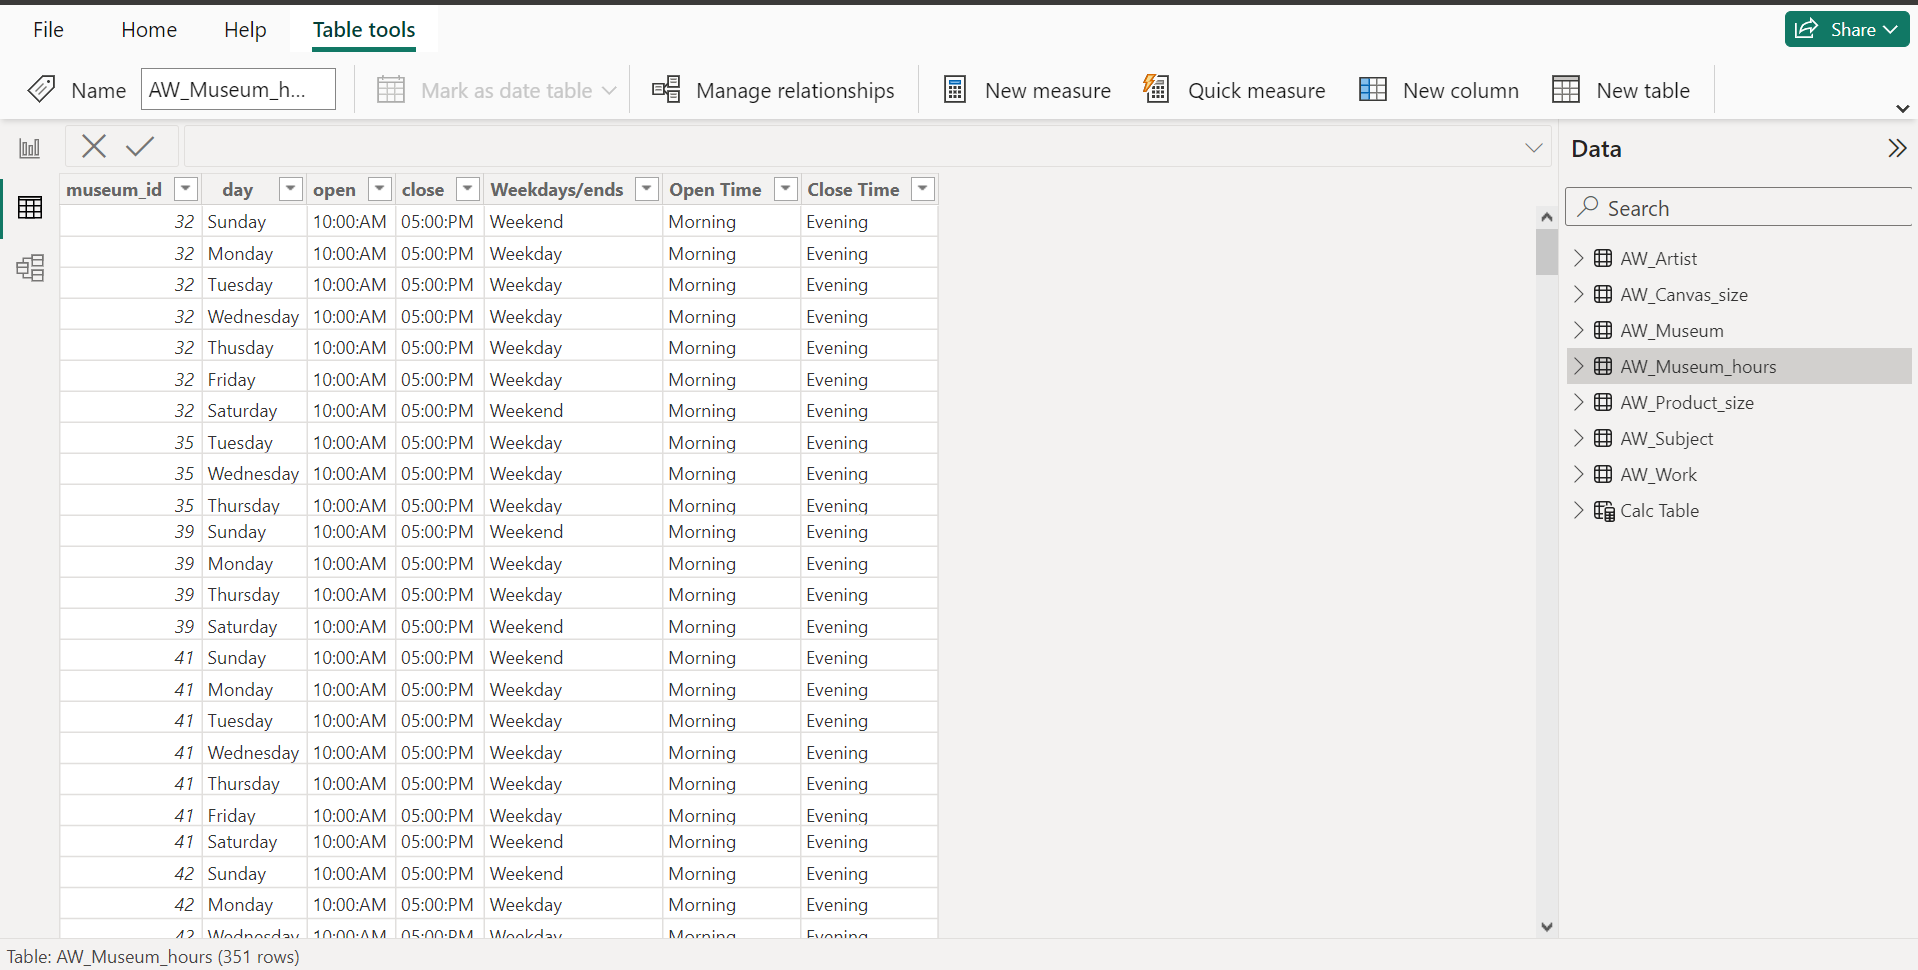 File Home Help Table tools Share
Name AW_Museum_h... Mark as date table Manage relationships New measure Quick measure New column New table
Data
museum_id day open close Weekdays/ends Open Time Close Time
Search
32 Sunday 10:00:AM 05:00:PM Weekend Morning Evening
32 Monday 10:00:AM 05:00:PM Weekday Morning Evening
32 Tuesday 10:00:AM 05:00:PM Weekday Morning Evening
32 Wednesday 10:00:AM 05:00:PM Weekday Morning Evening
32 Thusday 10:00:AM 05:00:PM Weekday Morning Evening
32 Friday 10:00:AM 05:00:PM Weekday Morning Evening
32 Saturday 10:00:AM 05:00:PM Weekend Morning Evening
35 Tuesday 10:00:AM 05:00:PM Weekday Morning Evening
35 Wednesday 10:00:AM 05:00:PM Weekday Morning Evening
35 Thursday 10:00:AM 05:00:PM Weekday Morning Evening
39 Sunday 10:00:AM 05:00:PM Weekend Morning Evening
39 Monday 10:00:AM 05:00:PM Weekday Morning Evening
39 Thursday 10:00:AM 05:00:PM Weekday Morning Evening
39 Saturday 10:00:AM 05:00:PM Weekend Morning Evening
41 Sunday 10:00:AM 05:00:PM Weekend Morning Evening
41 Monday 10:00:AM 05:00:PM Weekday Morning Evening
41 Tuesday 10:00:AM 05:00:PM Weekday Morning Evening
41 Wednesday 10:00:AM 05:00:PM Weekday Morning Evening
41 Thursday 10:00:AM 05:00:PM Weekday Morning Evening
41 Friday 10:00:AM 05:00:PM Weekday Morning Evening
41 Saturday 10:00:AM 05:00:PM Weekend Morning Evening
42 Sunday 10:00:AM 05:00:PM Weekend Morning Evening
42 Monday 10:00:AM 05:00:PM Weekday Morning Evening
42 Wednesday 10:00:AM 05:00:PM Weekday Morning Evening
AW_Artist
AW_Canvas_size
AW_Museum
AW_Museum_hours
AW_Product_size
AW_Subject
AW_Work
Calc Table
Table: AW_Museum_hours (351 rows)